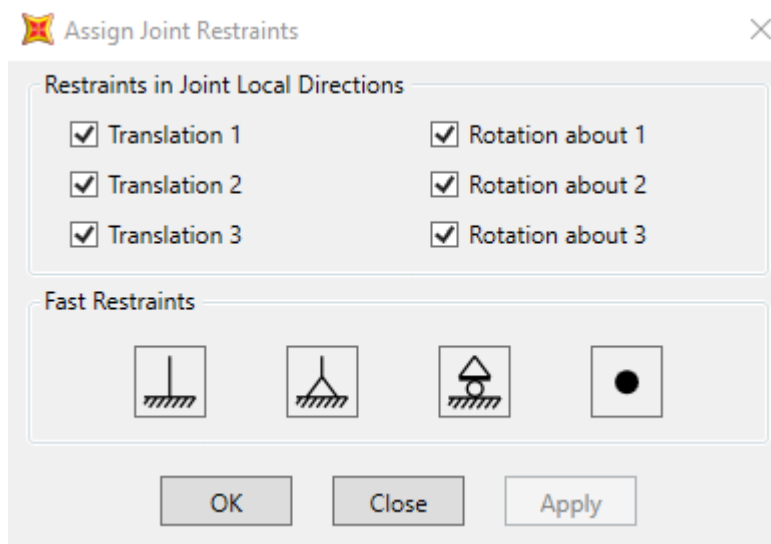 Assign Joint Restraints
Restraints in Joint Local Directions
Translation 1
Rotation about 1
Translation 2
Rotation about 2
Translation 3
Rotation about 3
Fast Restraints
OK
Close
Apply